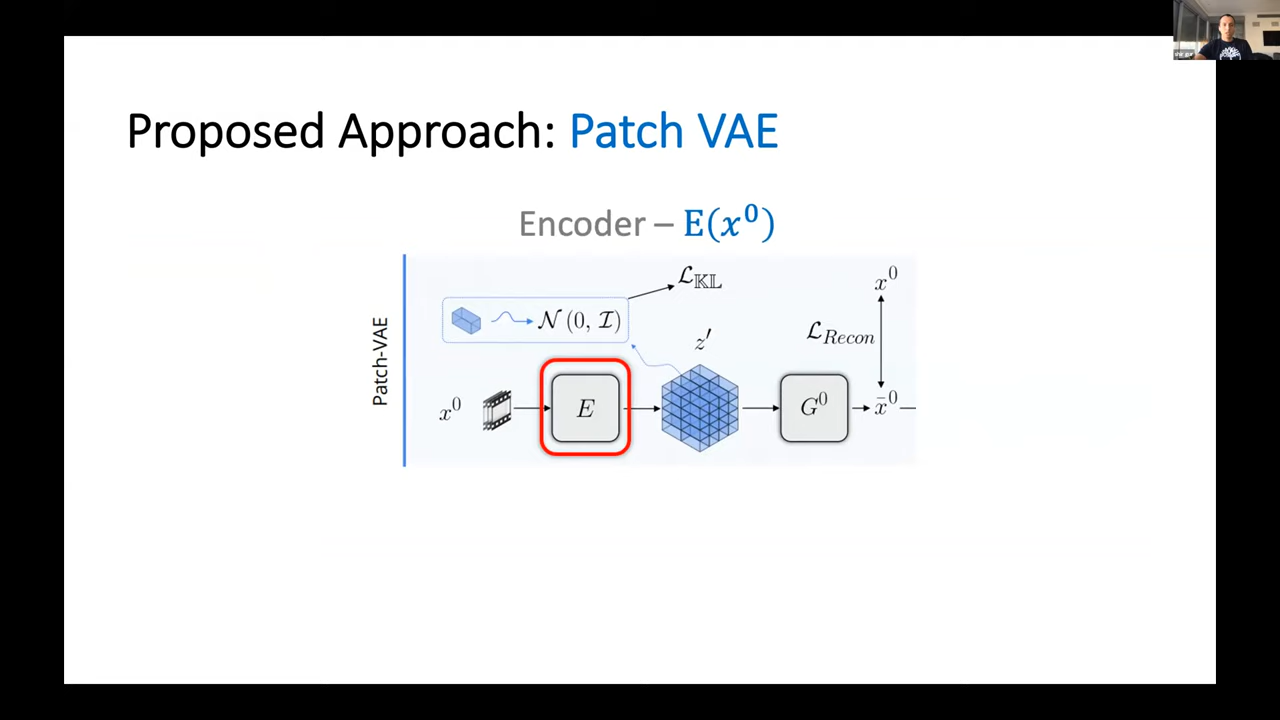 Proposed Approach: Patch VAE
Encoder – E(x⁰)
Patch-VAE
ℒ_𝕂𝕃
𝒩 (0, ℐ)
x⁰
ℒ_Recon
z′
x⁰
E
G⁰
x̄⁰